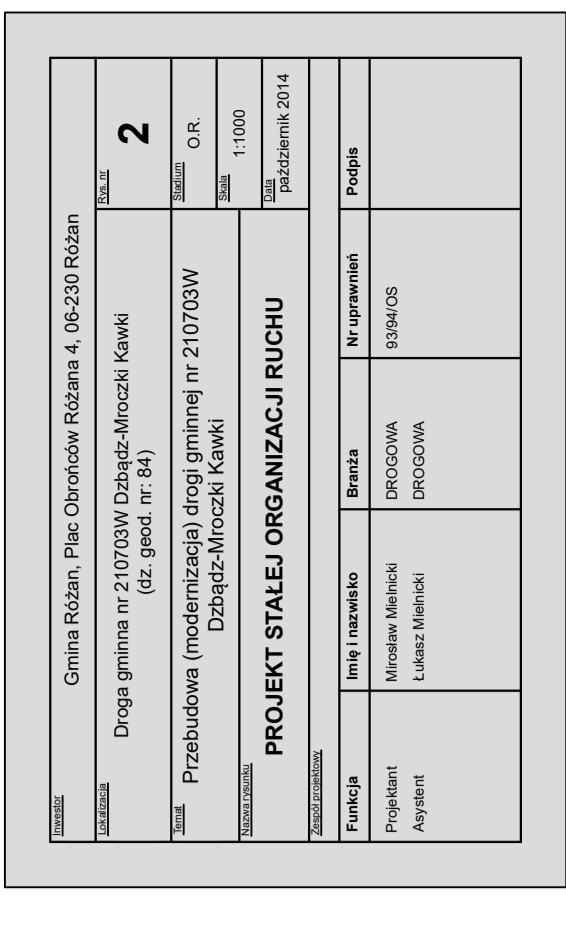 Inwestor
Gmina Różan, Plac Obrońców Różana 4, 06-230 Różan
Lokalizacja
Droga gminna nr 210703W Dzbądz-Mroczki Kawki
(dz. geod. nr: 84)
Rys. nr
2
Temat
Przebudowa (modernizacja) drogi gminnej nr 210703W
Dzbądz-Mroczki Kawki
Stadium
O.R.
Skala
1:1000
Nazwa rysunku
PROJEKT STAŁEJ ORGANIZACJI RUCHU
Data
październik 2014
Zespół projektowy
Funkcja Imię i nazwisko Branża Nr uprawnień Podpis
Projektant Mirosław Mielnicki DROGOWA 93/94/OS
Asystent Łukasz Mielnicki DROGOWA